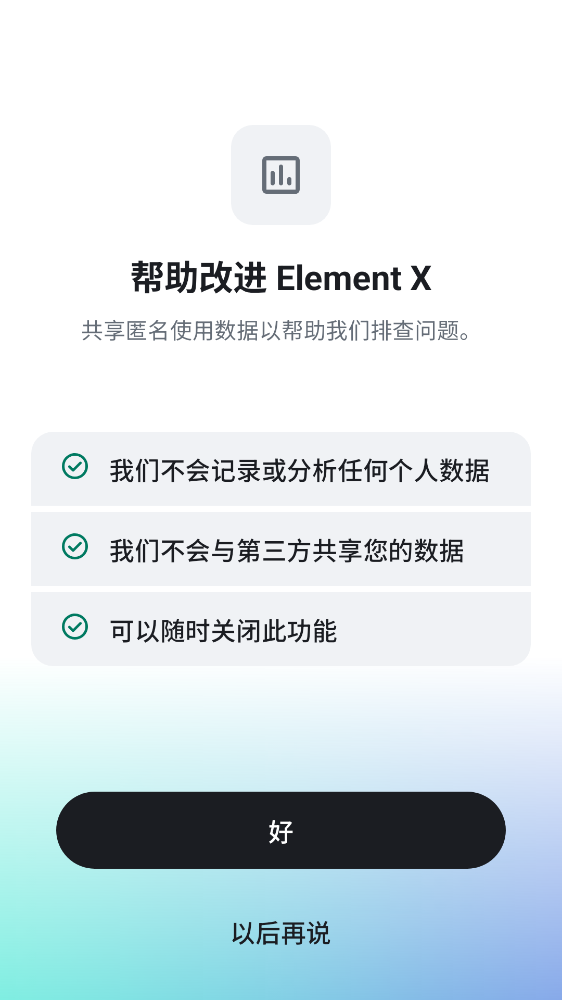 帮助改进 Element X
共享匿名使用数据以帮助我们排查问题。
我们不会记录或分析任何个人数据
我们不会与第三方共享您的数据
可以随时关闭此功能
好
以后再说